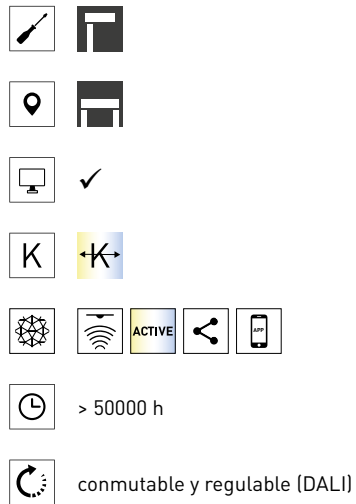 ✓
K K
ACTIVE APP
> 50000 h
conmutable y regulable (DALI)